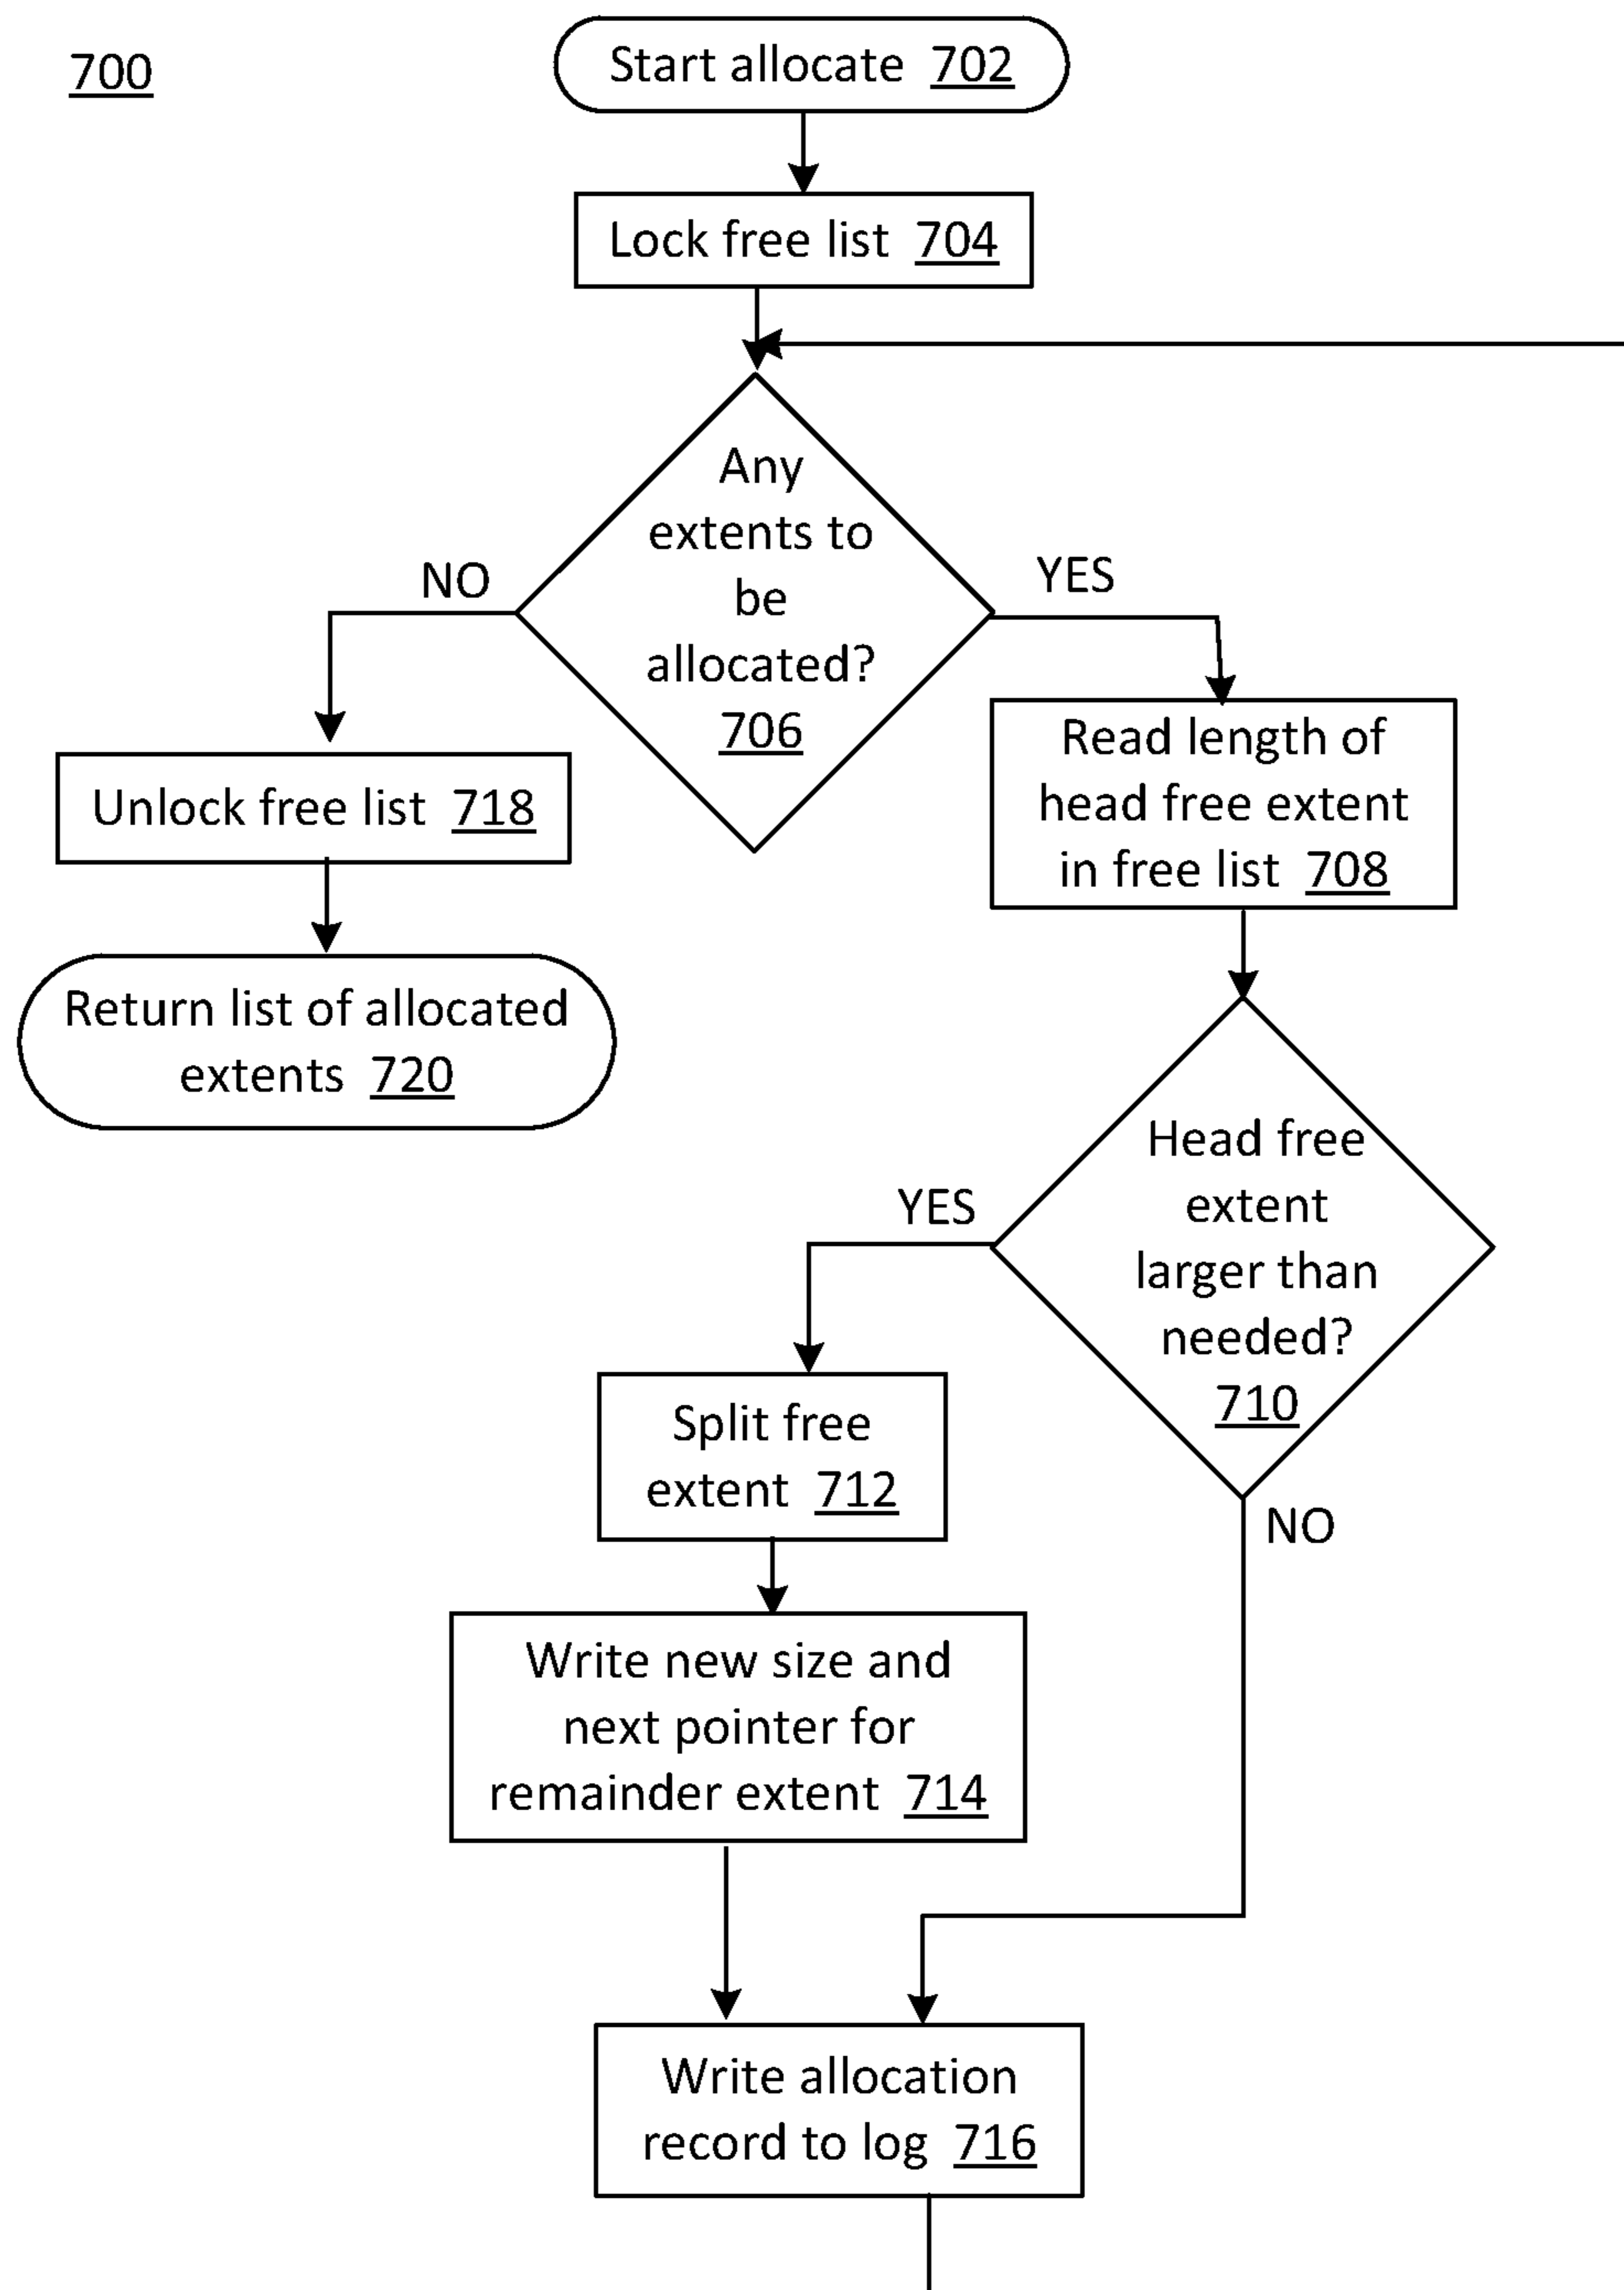 700
Start allocate 702
Lock free list 704
Any
extents to
be
allocated?
706
NO
YES
Unlock free list 718
Return list of allocated
extents 720
Read length of
head free extent
in free list 708
Head free
extent
larger than
needed?
710
YES
NO
Split free
extent 712
Write new size and
next pointer for
remainder extent 714
Write allocation
record to log 716